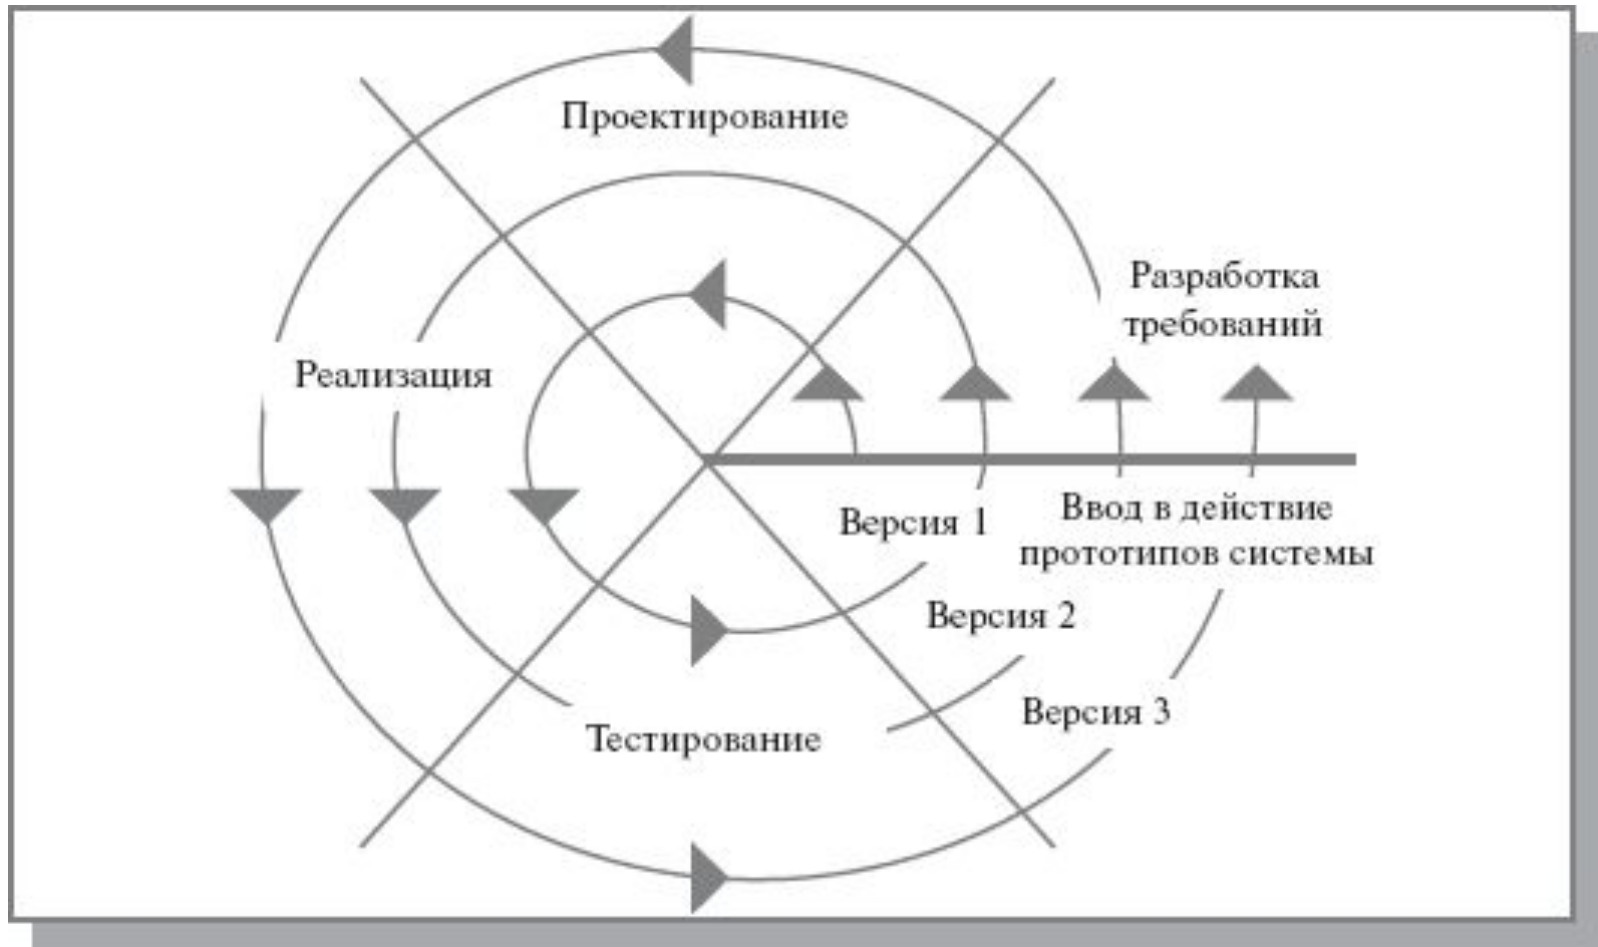 Проектирование
Разработка
требований
Реализация
Версия 1
Ввод в действие
прототипов системы
Версия 2
Версия 3
Тестирование